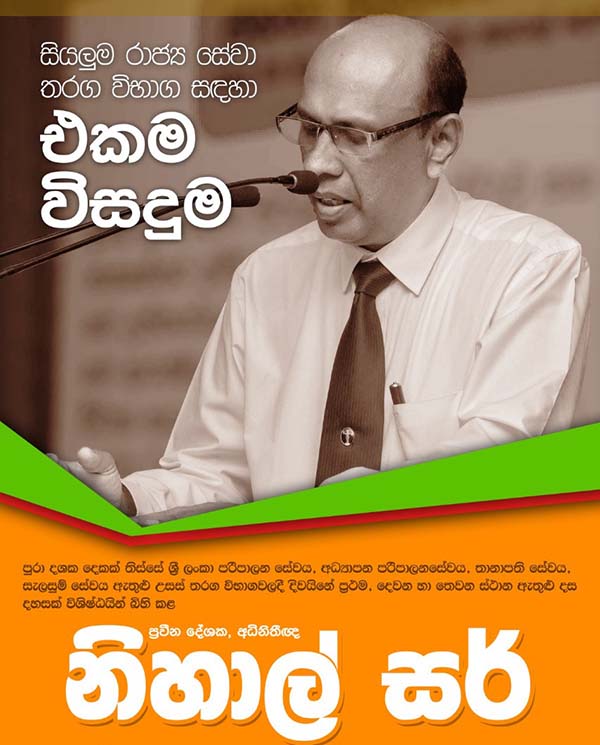 සියලුම රාජ්‍ය සේවා
තරග විභාග සඳහා
එකම
විසදුම
පුරා දශක දෙකක් තිස්සේ ශ්‍රී ලංකා පරිපාලන සේවය, අධ්‍යාපන පරිපාලනසේවය, තානාපති සේවය,
සැලසුම් සේවය ඇතුළු උසස් තරග විභාගවලදී දිවයිනේ ප්‍රථම, දෙවන හා තෙවන ස්ථාන ඇතුළු දස
දහසක් විශිෂ්ඨයින් බිහි කළ
ප්‍රවීන දේශක, අධිනීතීඥ
නිහාල් සර්